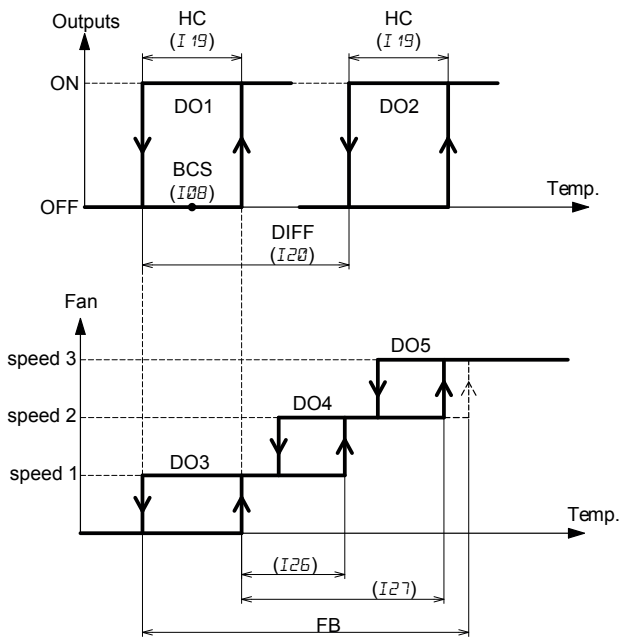 Outputs
HC
(I19)
HC
(I19)
ON
DO1
DO2
BCS
(I08)
Temp.
OFF
DIFF
(I20)
Fan
speed 3
DO5
speed 2
DO4
speed 1
DO3
Temp.
(I26)
(I27)
FB